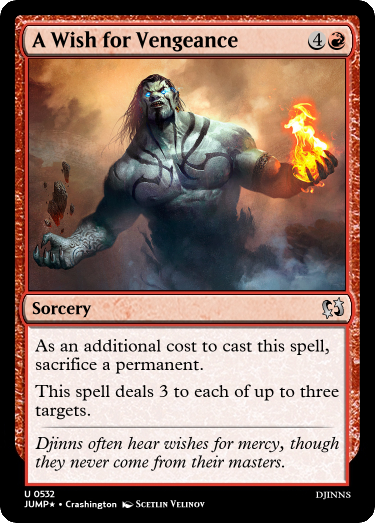 A Wish for Vengeance 4
Sorcery
As an additional cost to cast this spell,
sacrifice a permanent.
This spell deals 3 to each of up to three
targets.
Djinns often hear wishes for mercy, though
they never come from their masters.
U 0532
DJINNS
JUMP★ • Crashington Scetlin Velinov